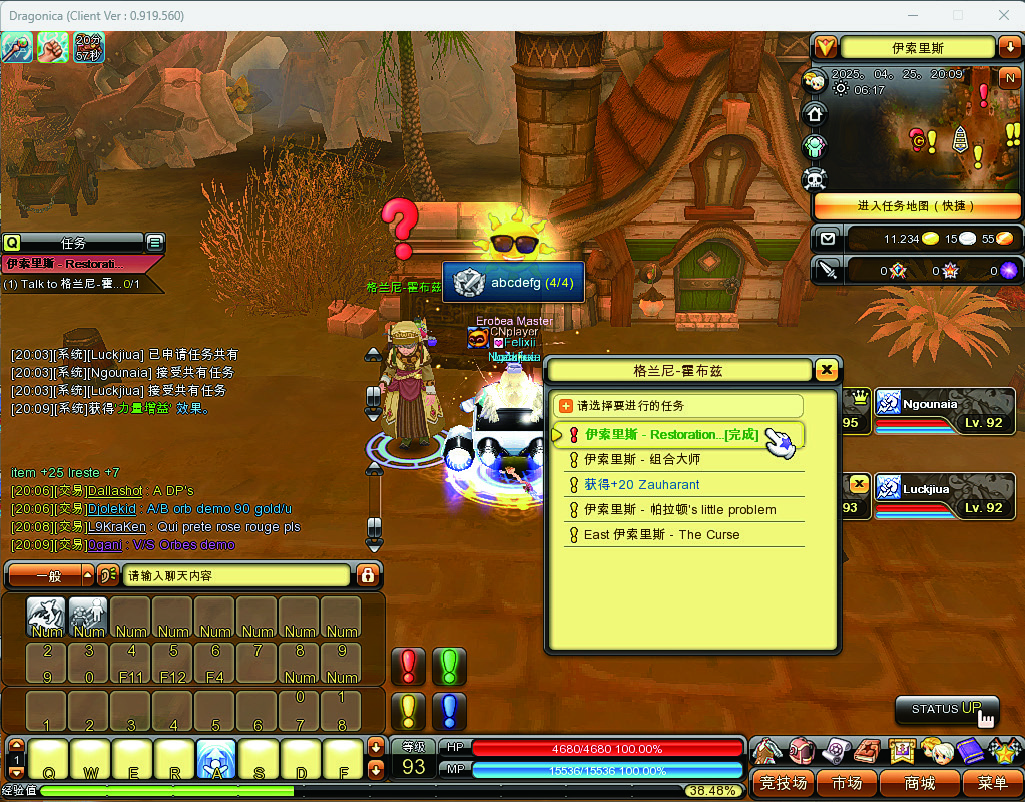 Dragonica (Client Ver : 0.919.560)
20分
57秒
伊索里斯
2025。 04。 25。 20:09
06:17
N
进入任务地图 ( 快捷 )
11.234 15 55
0 0 0
Q 任务
伊索里斯 - Restorati...
(1) Talk to 格兰尼-霍...0/1
格兰尼-霍布兹
abcdefg (4/4)
Erobea Master
CNplayer
Felixii..
[20:03][系统][Luckjiua] 已申请任务共有
[20:03][系统][Ngounaia] 接受共有任务
[20:03][系统][Luckjiua] 接受共有任务
[20:09][系统]获得'力量增益' 效果。
格兰尼-霍布兹
请选择要进行的任务
伊索里斯 - Restoration...[完成]
伊索里斯 - 组合大师
获得+20 Zauharant
伊索里斯 - 帕拉顿's little problem
East 伊索里斯 - The Curse
95
Ngounaia
Lv. 92
93
Luckjiua
Lv. 92
item +25 Ireste +7
[20:06][交易]Dallashot : A DP's
[20:06][交易]Djolekid : A/B orb demo 90 gold/u
[20:08][交易]L9KraKen : Qui prete rose rouge pls
[20:09][交易]0gani : V/S Orbes demo
一般
请输入聊天内容
Num Num Num Num Num Num Num Num
2 3 4 5 6 7 8 9
9 0 F11 F12 F4 Num Num
0 1
1 2 3 4 5 6 7 8
STATUS UP
1
Q W E R A S D F
等级
93
HP 4680/4680 100.00%
MP 15536/15536 100.00%
经验值
38.48%
竞技场 市场 商城 菜单